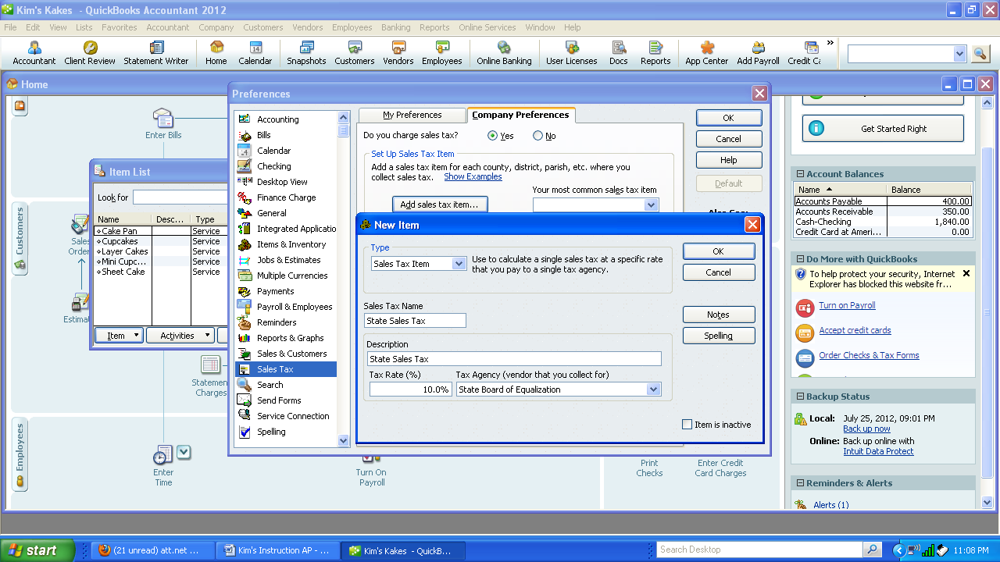 Kim's Kakes - QuickBooks Accountant 2012
File Edit View Lists Favorites Accountant Company Customers Vendors Employees Banking Reports Online Services Window Help
Accountant Client Review Statement Writer Home Calendar Snapshots Customers Vendors Employees Online Banking User Licenses Docs Reports App Center Add Payroll Credit Ca
Home
Enter Bills
Customers
Sales
Order
Estimat
Statemen
Charges
Employees
Enter
Time
Turn On
Payroll
Print
Checks
Enter Credit
Card Charges
Item List
Look for
Name Desc... Type
Cake Pan Service
Cupcakes Service
Layer Cakes Service
Mini Cupc... Service
Sheet Cake Service
Item Activities
Preferences
Accounting
Bills
Calendar
Checking
Desktop View
Finance Charge
General
Integrated Applicatio
Items & Inventory
Jobs & Estimates
Multiple Currencies
Payments
Payroll & Employees
Reminders
Reports & Graphs
Sales & Customers
Sales Tax
Search
Send Forms
Service Connection
Spelling
My Preferences Company Preferences
Do you charge sales tax? Yes No
Set Up Sales Tax Item
Add a sales tax item for each county, district, parish, etc. where you
collect sales tax. Show Examples
Your most common sales tax item
Add sales tax item...
OK
Cancel
Help
Default
Also See:
New Item
Type
Sales Tax Item
Use to calculate a single sales tax at a specific rate
that you pay to a single tax agency.
OK
Cancel
Sales Tax Name
State Sales Tax
Notes
Spelling
Description
State Sales Tax
Tax Rate (%) Tax Agency (vendor that you collect for)
10.0% State Board of Equalization
Item is inactive
Get Started Right
Account Balances
Name Balance
Accounts Payable 400.00
Accounts Receivable 350.00
Cash-Checking 1,840.00
Credit Card at Ameri... 0.00
Do More with QuickBooks
To help protect your security, Internet
Explorer has blocked this website fr...
Turn on Payroll
Accept credit cards
Order Checks & Tax Forms
Backup Status
Local: July 25, 2012, 09:01 PM
Back up now
Online: Back up online with
Intuit Data Protect
Reminders & Alerts
Alerts (1)
start
(21 unread) att.net ...
Kim's Instruction AP - ...
Kim's Kakes - QuickB...
Search Desktop
11:08 PM